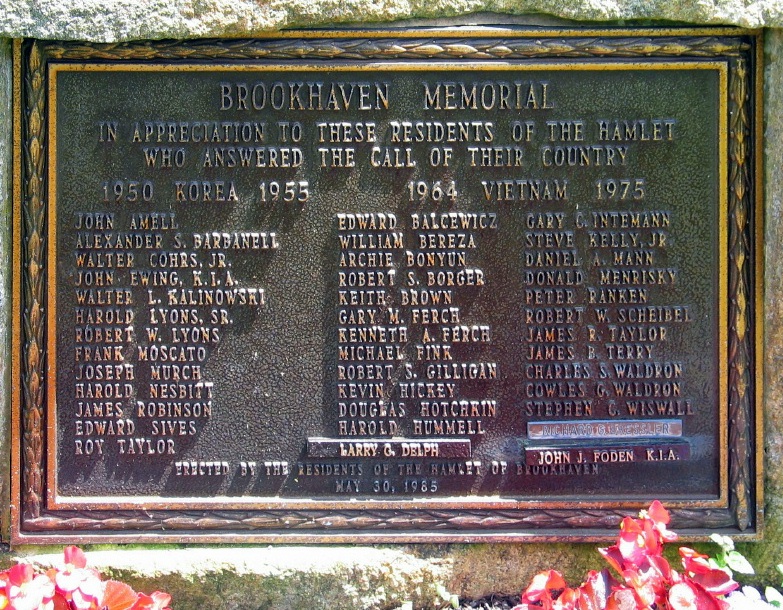 BROOKHAVEN MEMORIAL
IN APPRECIATION TO THESE RESIDENTS OF THE HAMLET
WHO ANSWERED THE CALL OF THEIR COUNTRY
1950 KOREA 1955
JOHN AMELL
ALEXANDER S. BARBANELL
WALTER COHRS, JR.
JOHN EWING, K.I.A.
WALTER L. KALINOWSKI
HAROLD LYONS, SR.
ROBERT W. LYONS
FRANK MOSCATO
JOSEPH MURCH
HAROLD NESBITT
JAMES ROBINSON
EDWARD SIVES
ROY TAYLOR
1964 VIETNAM 1975
EDWARD BALCEWICZ
WILLIAM BEREZA
ARCHIE BONYUN
ROBERT S. BORGER
KEITH BROWN
GARY M. FERCH
KENNETH A. FERCH
MICHAEL FINK
ROBERT S. GILLIGAN
KEVIN HICKEY
DOUGLAS HOTCHKIN
HAROLD HUMMELL
LARRY G. DELPH
GARY C. INTEMANN
STEVE KELLY, JR.
DANIEL A. MANN
DONALD MENRISKY
PETER RANKEN
ROBERT W. SCHEIBEL
JAMES R. TAYLOR
JAMES B. TERRY
CHARLES S. WALDRON
COWLES G. WALDRON
STEPHEN C. WISWALL
RICHARD
JOHN J. FODEN K.I.A.
ERECTED BY THE RESIDENTS OF THE HAMLET OF BROOKHAVEN
MAY 30, 1985